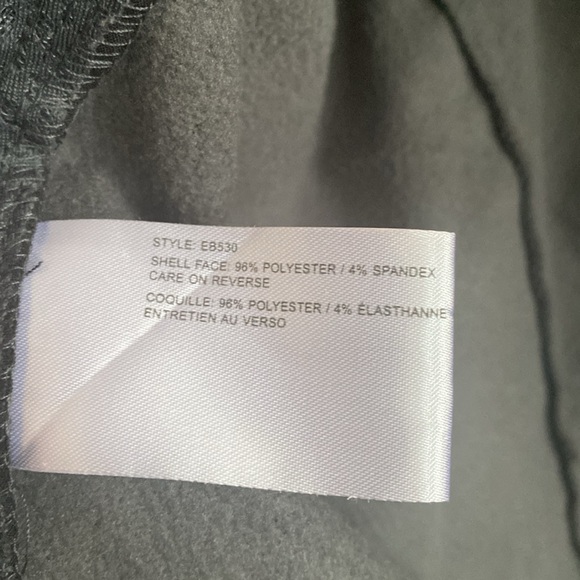 STYLE: EB530
SHELL FACE: 96% POLYESTER / 4% SPANDEX
CARE ON REVERSE
COQUILLE: 96% POLYESTER / 4% ÉLASTHANNE
ENTRETIEN AU VERSO